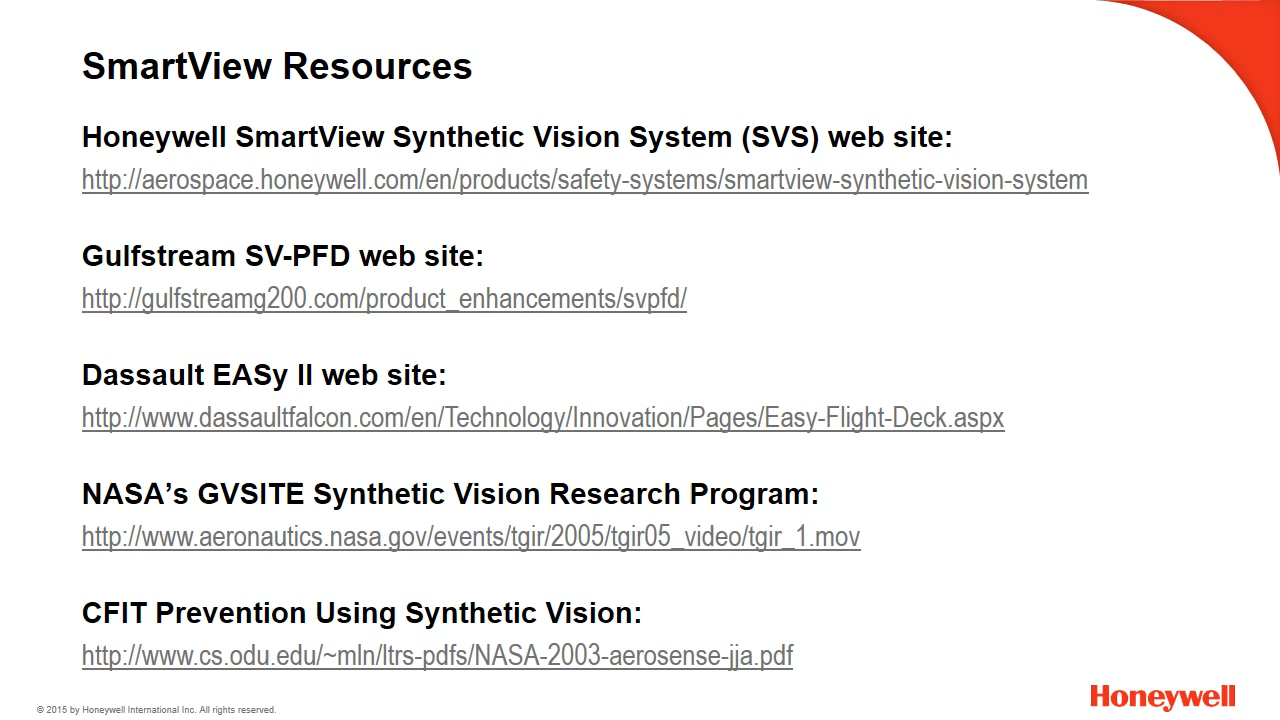 SmartView Resources
Honeywell SmartView Synthetic Vision System (SVS) web site:
http://aerospace.honeywell.com/en/products/safety-systems/smartview-synthetic-vision-system
Gulfstream SV-PFD web site:
http://gulfstreamg200.com/product_enhancements/svpfd/
Dassault EASy II web site:
http://www.dassaultfalcon.com/en/Technology/Innovation/Pages/Easy-Flight-Deck.aspx
NASA’s GVSITE Synthetic Vision Research Program:
http://www.aeronautics.nasa.gov/events/tgir/2005/tgir05_video/tgir_1.mov
CFIT Prevention Using Synthetic Vision:
http://www.cs.odu.edu/~mln/ltrs-pdfs/NASA-2003-aerosense-jja.pdf
© 2015 by Honeywell International Inc. All rights reserved.
Honeywell